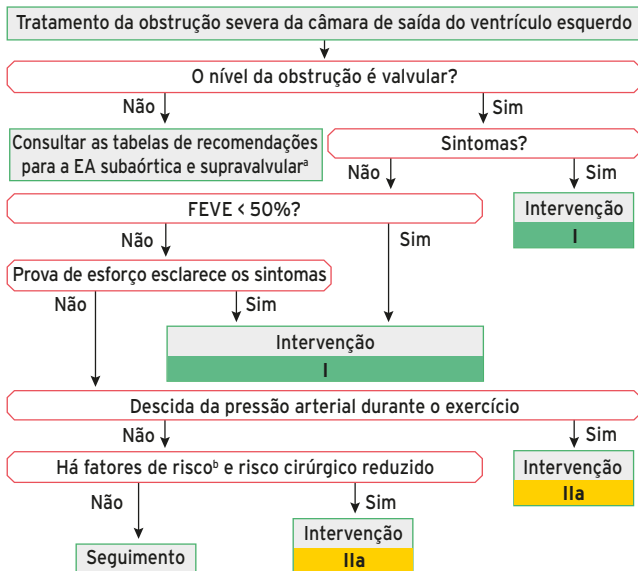 Tratamento da obstrução severa da câmara de saída do ventrículo esquerdo
O nível da obstrução é valvular?
Não
Sim
Consultar as tabelas de recomendações
para a EA subaórtica e supravalvularª
Sintomas?
Não
Sim
Intervenção
I
FEVE < 50%?
Não
Sim
Prova de esforço esclarece os sintomas
Não
Sim
Intervenção
I
Descida da pressão arterial durante o exercício
Não
Sim
Intervenção
IIa
Há fatores de riscoᵇ e risco cirúrgico reduzido
Não
Sim
Seguimento
Intervenção
IIa